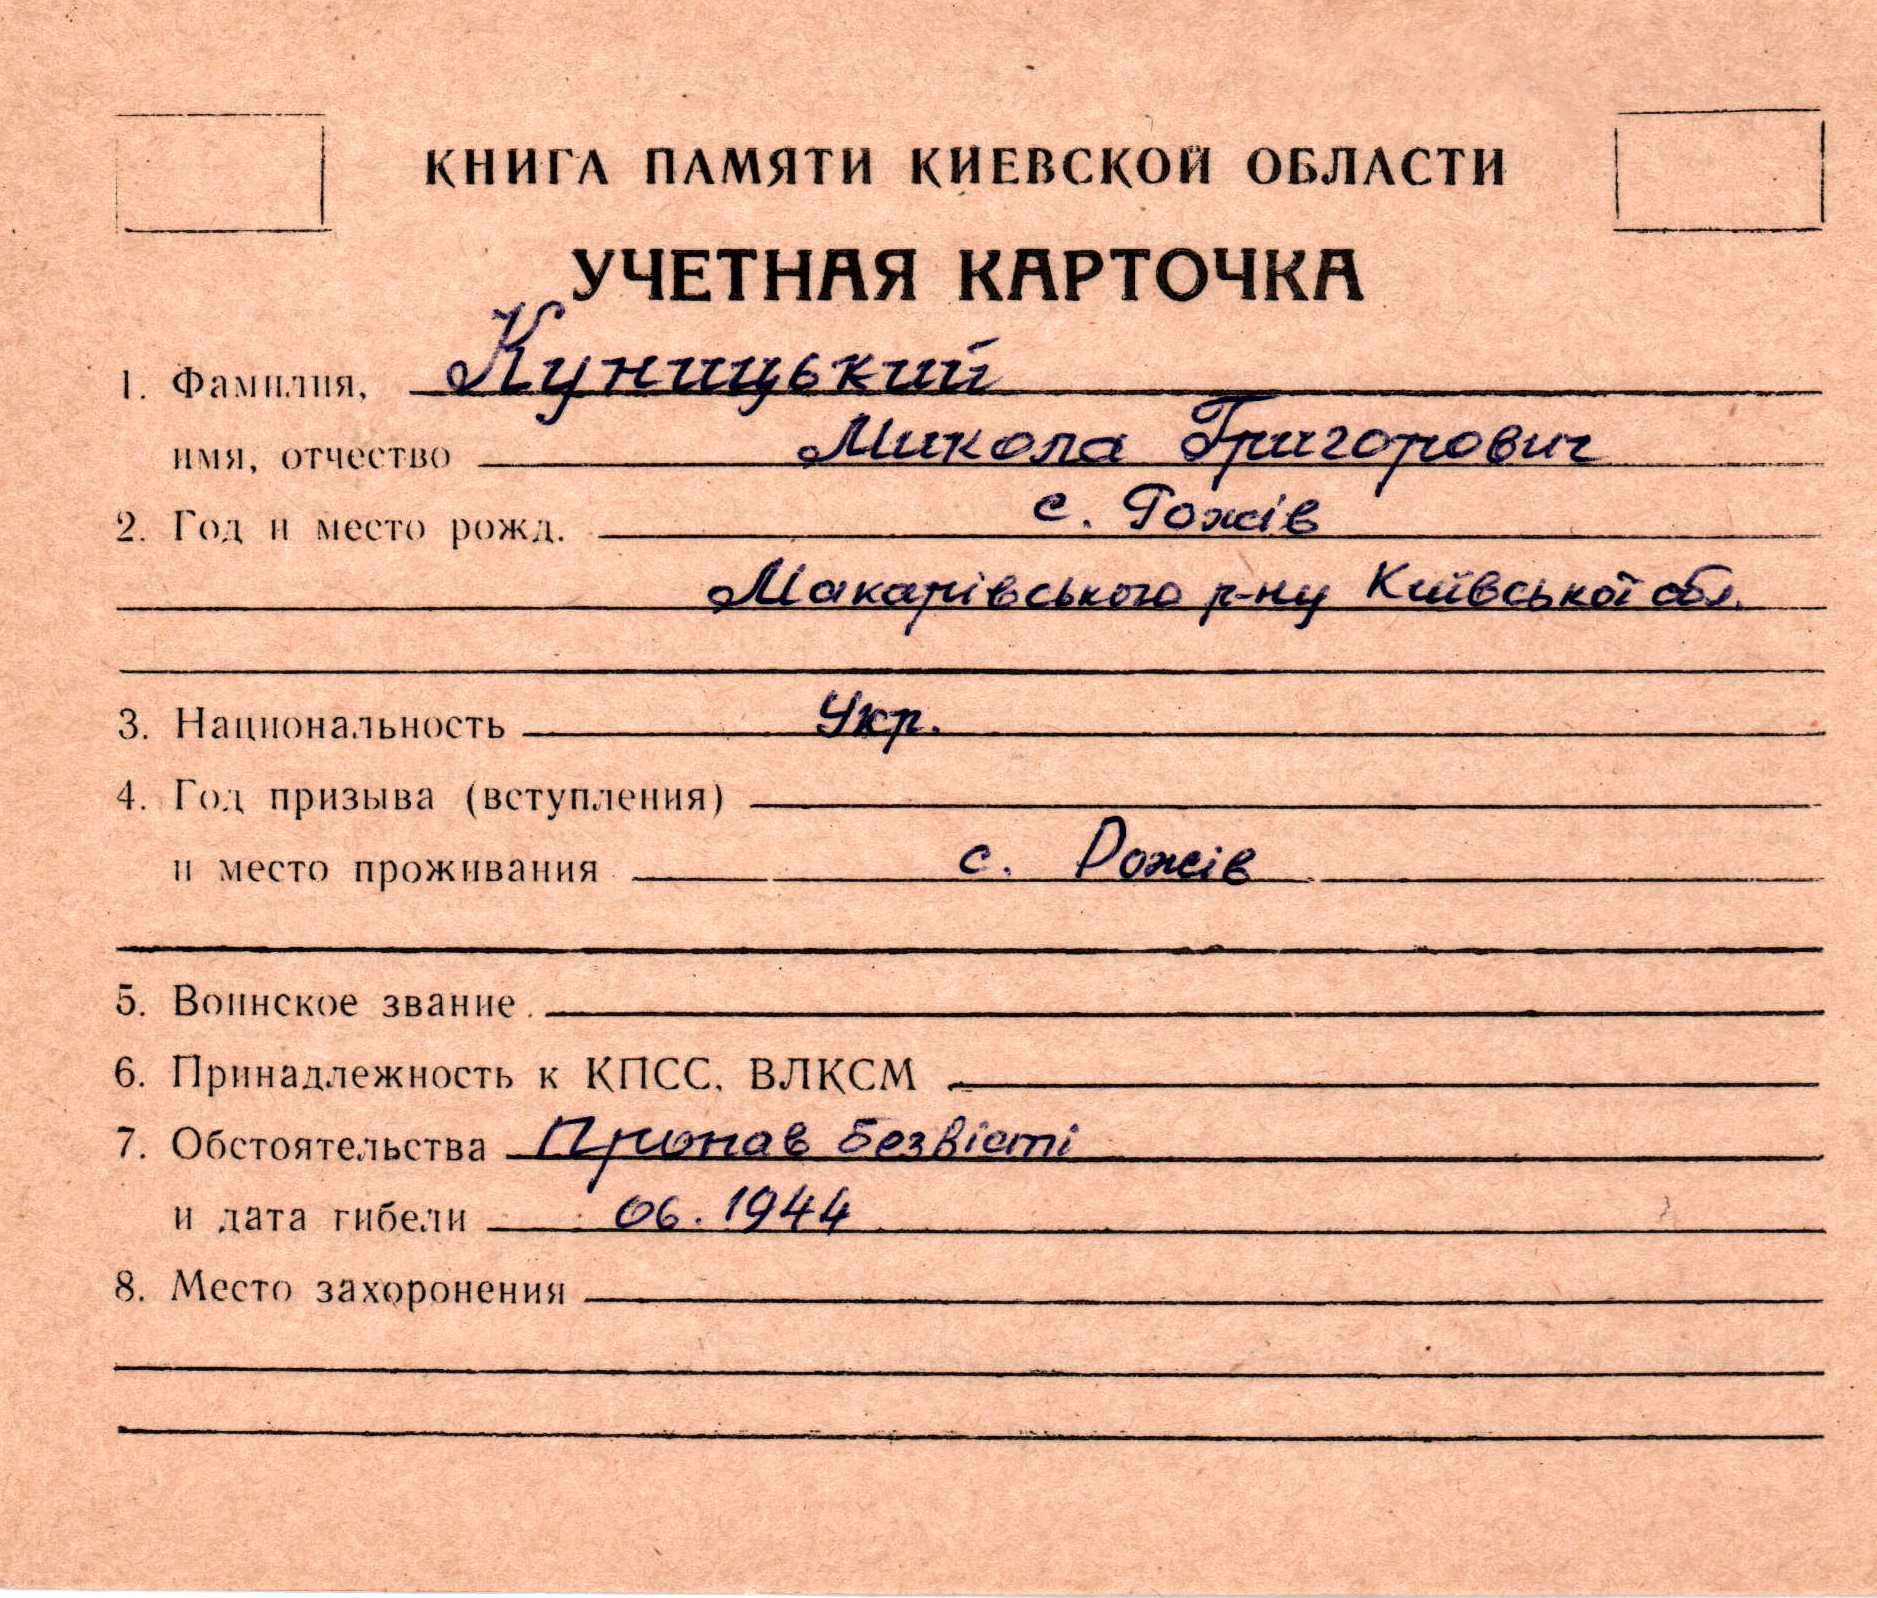 КНИГА ПАМЯТИ КИЕВСКОЙ ОБЛАСТИ
УЧЕТНАЯ КАРТОЧКА
1. Фамилия, Куницький
имя, отчество Микола Григорович
2. Год и место рожд. с. Рожів
Макарівського р-ну Київської обл.
3. Национальность Укр.
4. Год призыва (вступления)
и место проживания с. Рожів
5. Воинское звание
6. Принадлежность к КПСС, ВЛКСМ
7. Обстоятельства Пропав безвісті
и дата гибели 06.1944
8. Место захоронения